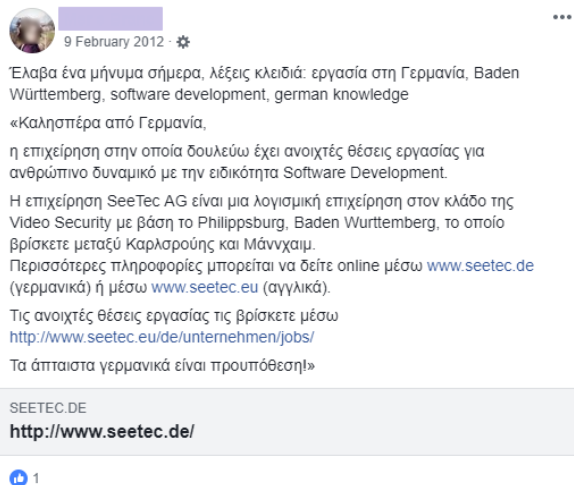 9 February 2012 ·
Έλαβα ένα μήνυμα σήμερα, λέξεις κλειδιά: εργασία στη Γερμανία, Baden
Württemberg, software development, german knowledge
«Καλησπέρα από Γερμανία,
η επιχείρηση στην οποία δουλεύω έχει ανοιχτές θέσεις εργασίας για
ανθρώπινο δυναμικό με την ειδικότητα Software Development.
Η επιχείρηση SeeTec AG είναι μια λογισμική επιχείρηση στον κλάδο της
Video Security με βάση το Philippsburg, Baden Wurttemberg, το οποίο
βρίσκετε μεταξύ Καρλσρούης και Μάννχαιμ.
Περισσότερες πληροφορίες μπορείται να δείτε online μέσω www.seetec.de
(γερμανικά) ή μέσω www.seetec.eu (αγγλικά).
Τις ανοιχτές θέσεις εργασίας τις βρίσκετε μέσω
http://www.seetec.eu/de/unternehmen/jobs/
Τα άπταιστα γερμανικά είναι προυπόθεση!»
SEETEC.DE
http://www.seetec.de/
1